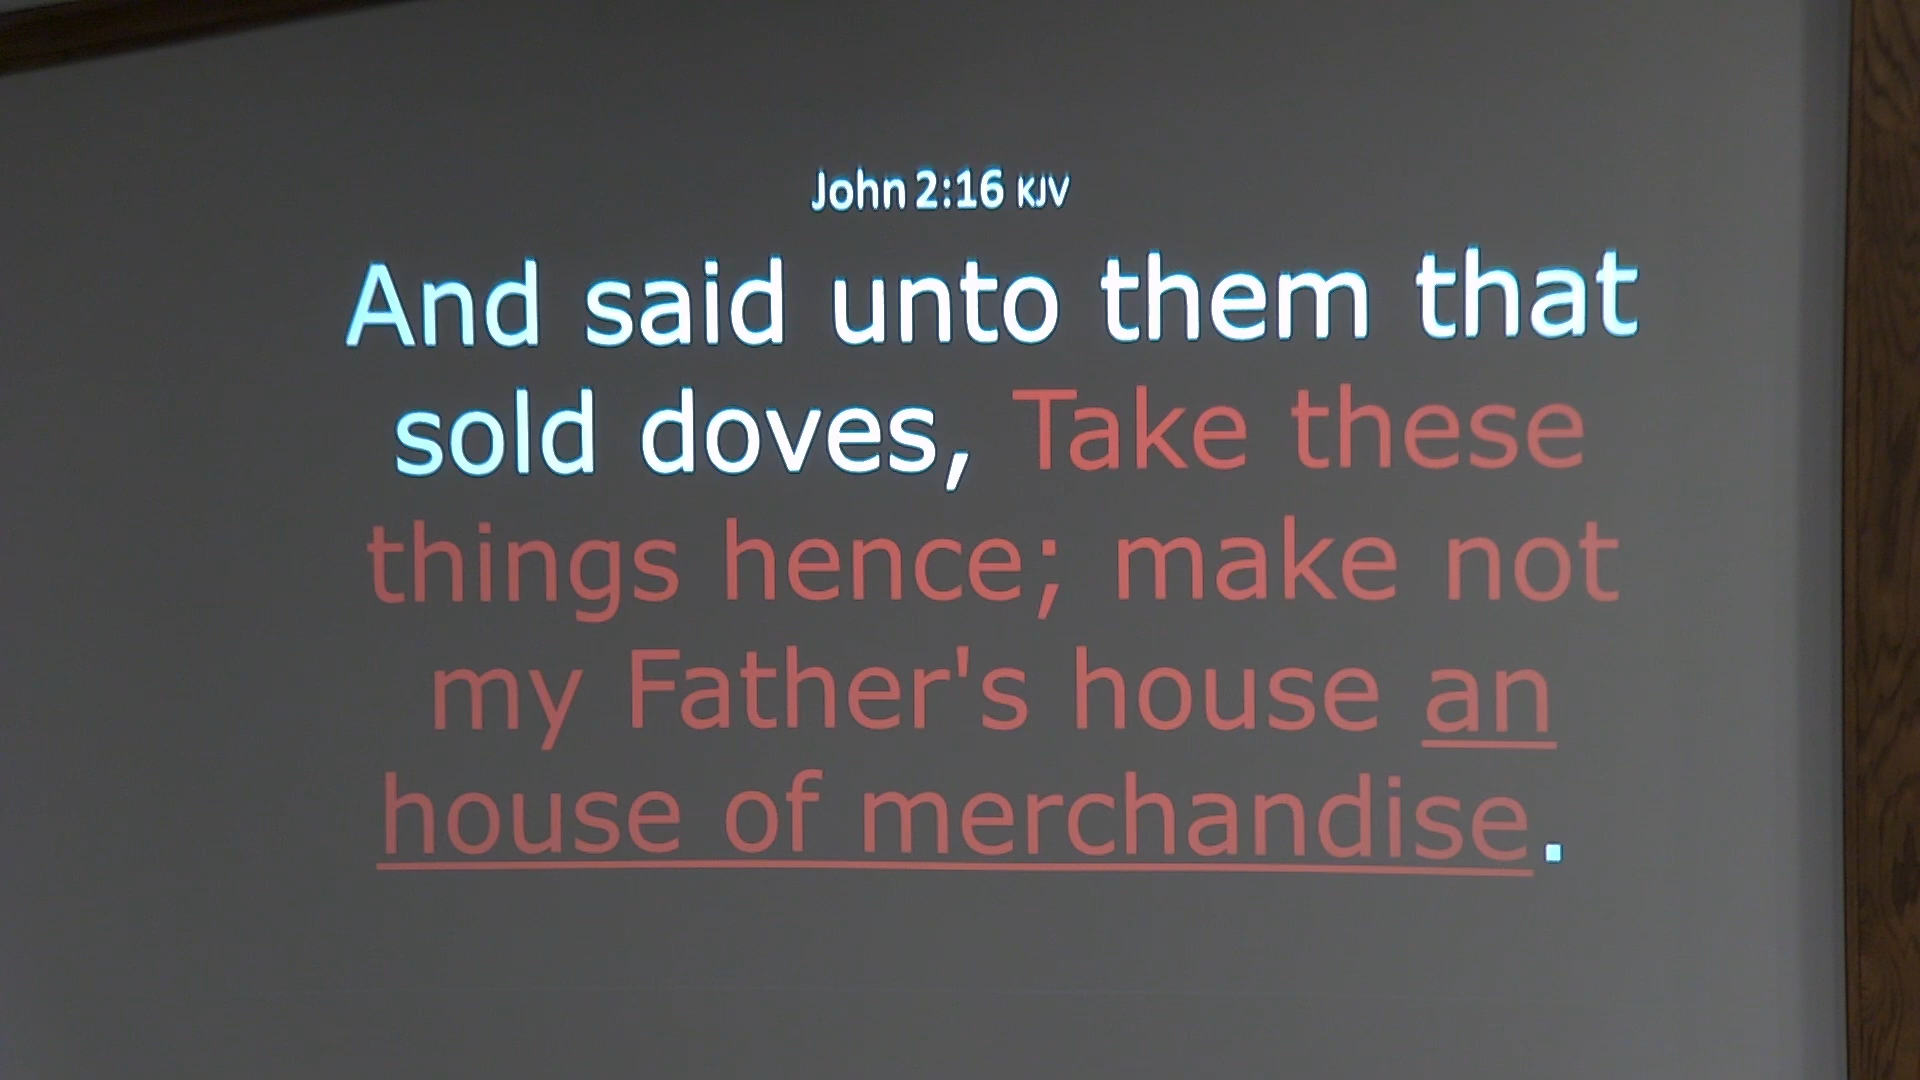 John 2:16 KJV
And said unto them that
sold doves, Take these
things hence; make not
my Father's house an
house of merchandise.